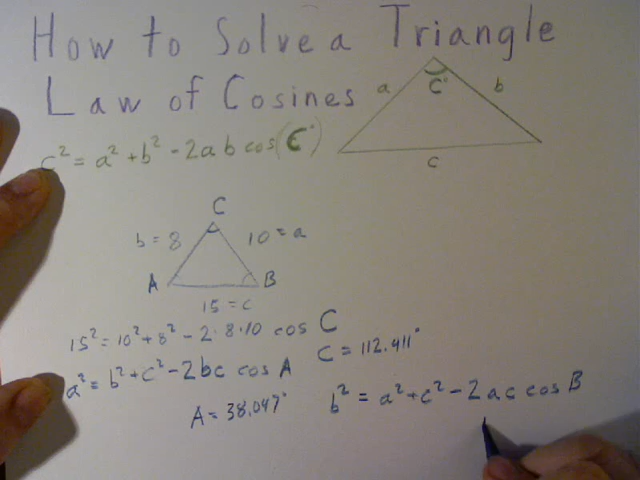 How to Solve a Triangle
Law of Cosines
a
C°
b
c
c² = a² + b² - 2ab cos(C°)
C
b = 8
10 = a
A
B
15 = c
15² = 10² + 8² - 2·8·10 cos C
C = 112.411°
a² = b² + c² - 2bc cos A
A = 38.047°
b² = a² + c² - 2ac cos B